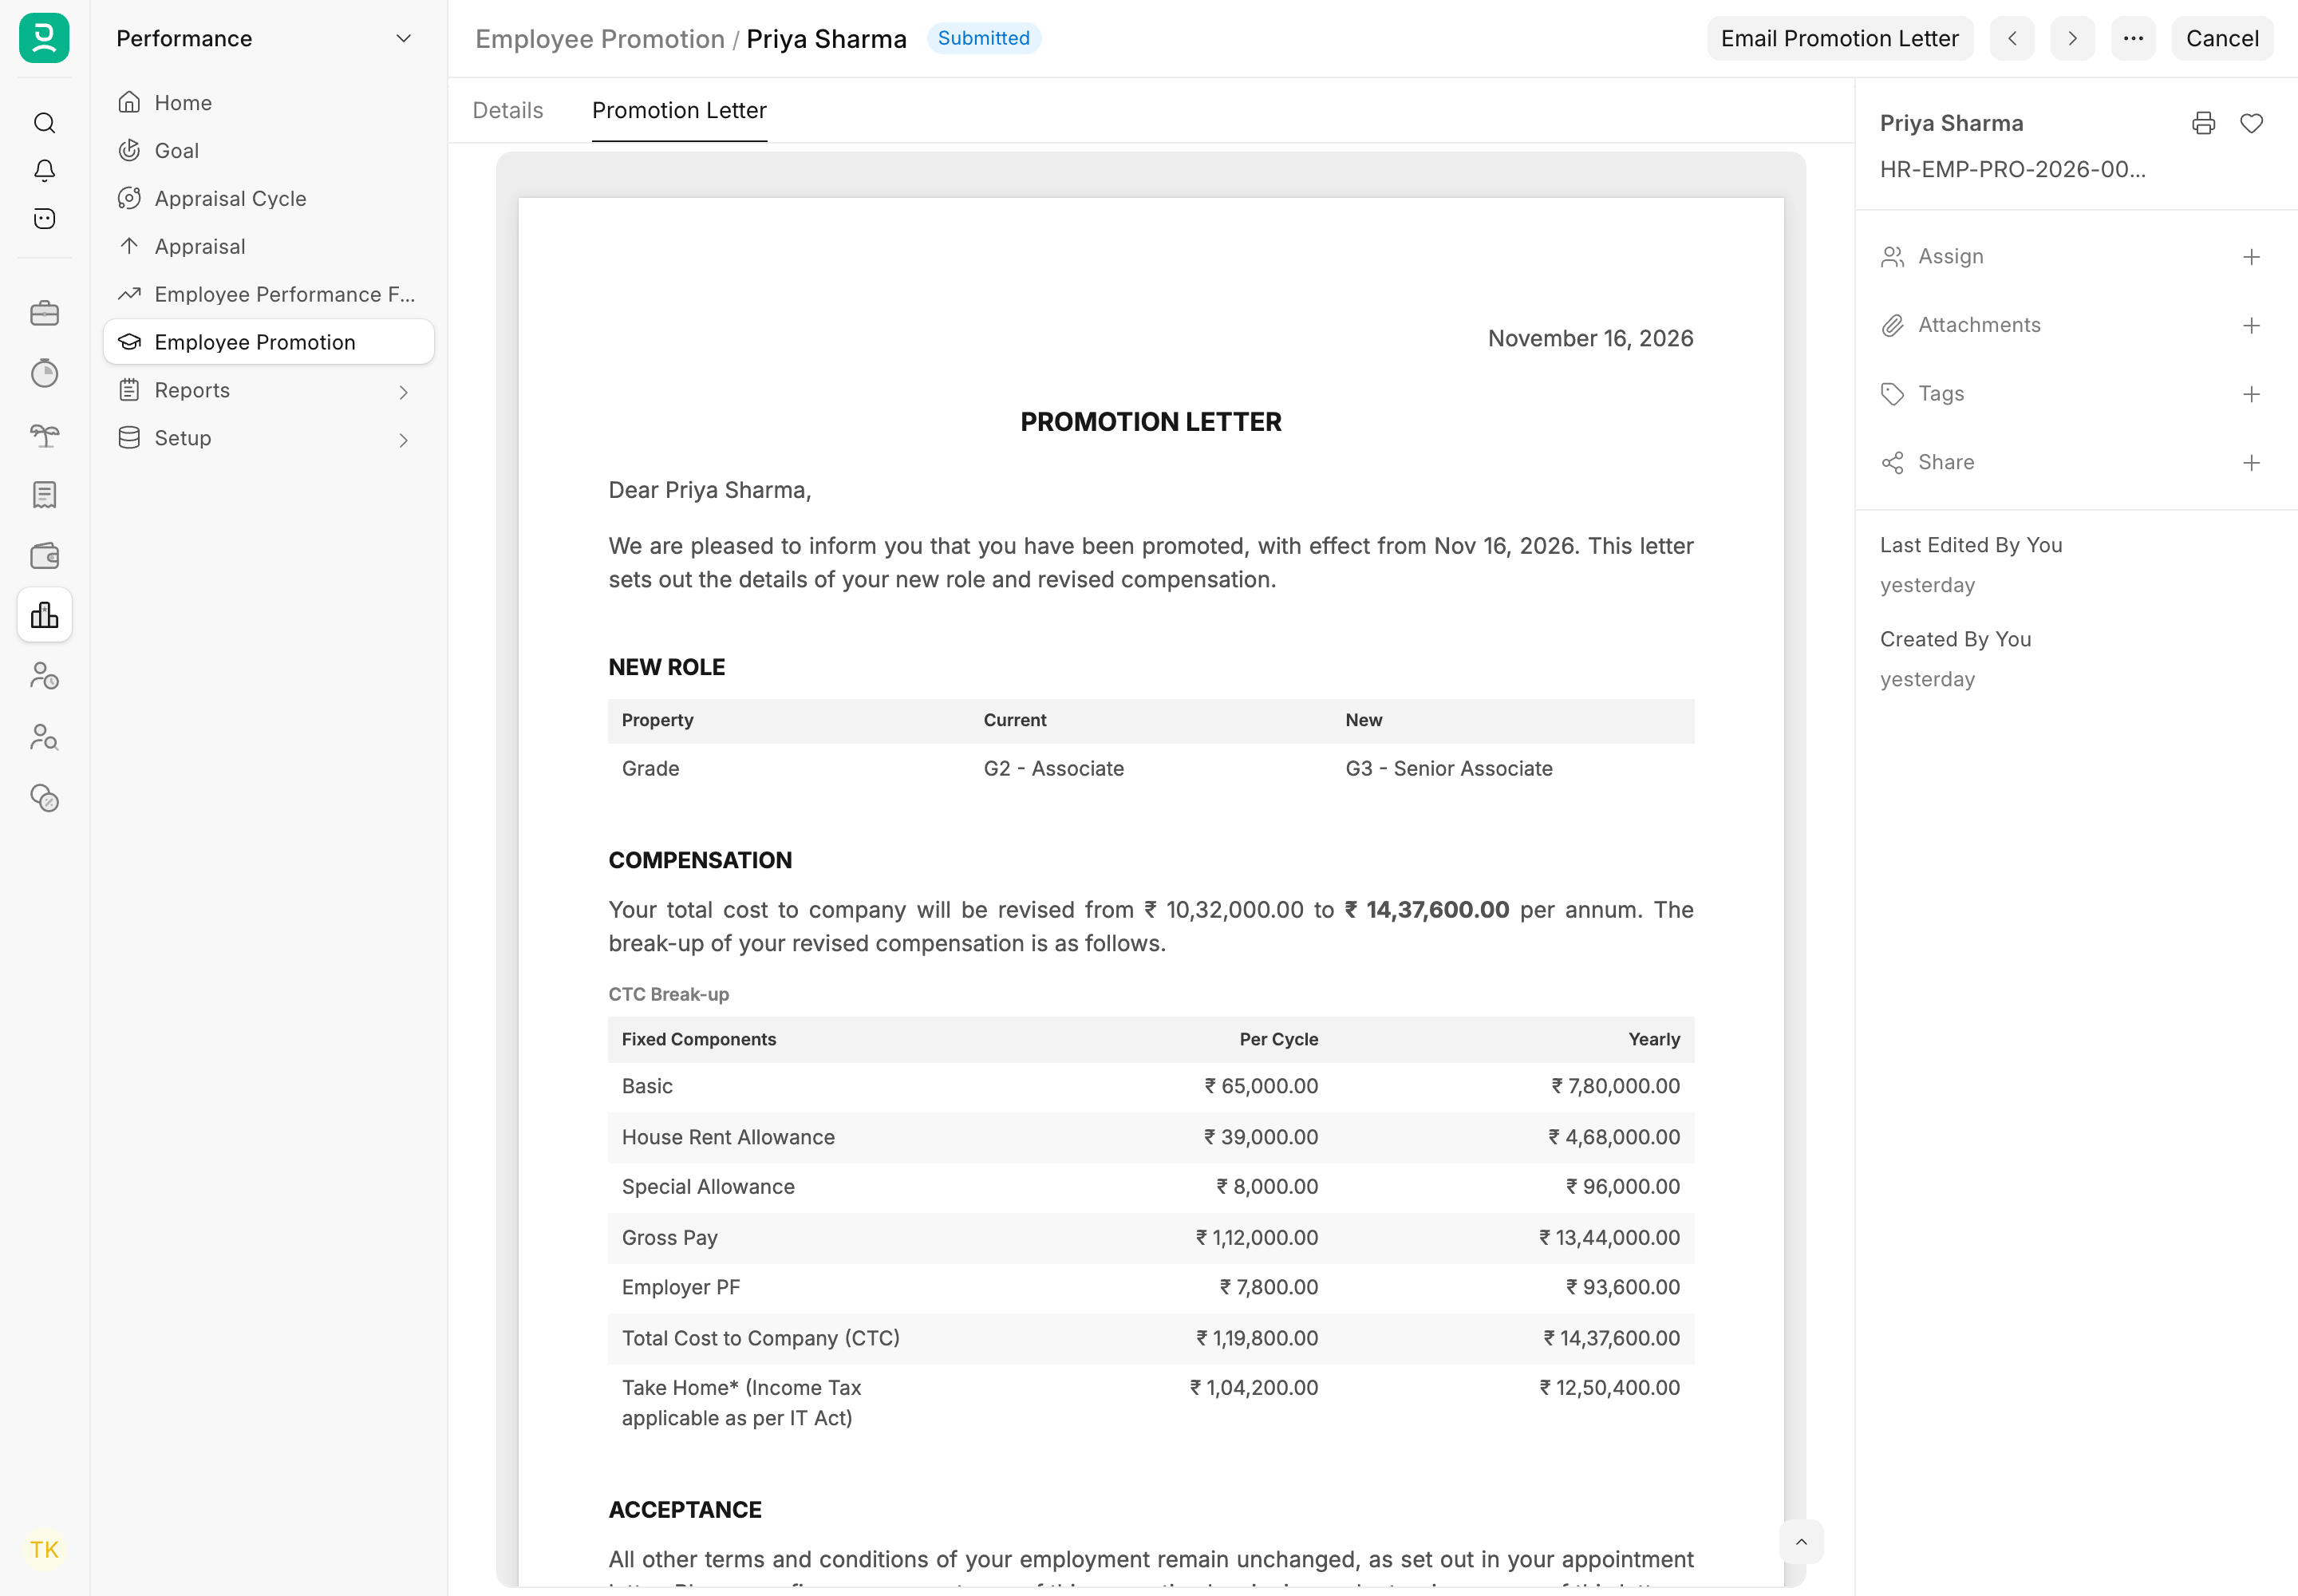 Performance
Home
Goal
Appraisal Cycle
Appraisal
Employee Performance F...
Employee Promotion
Reports
Setup
TK
Employee Promotion / Priya Sharma Submitted
Email Promotion Letter
Cancel
Details
Promotion Letter
November 16, 2026
PROMOTION LETTER
Dear Priya Sharma,
We are pleased to inform you that you have been promoted, with effect from Nov 16, 2026. This letter
sets out the details of your new role and revised compensation.
NEW ROLE
Property Current New
Grade G2 - Associate G3 - Senior Associate
COMPENSATION
Your total cost to company will be revised from ₹ 10,32,000.00 to ₹ 14,37,600.00 per annum. The
break-up of your revised compensation is as follows.
CTC Break-up
Fixed Components Per Cycle Yearly
Basic ₹ 65,000.00 ₹ 7,80,000.00
House Rent Allowance ₹ 39,000.00 ₹ 4,68,000.00
Special Allowance ₹ 8,000.00 ₹ 96,000.00
Gross Pay ₹ 1,12,000.00 ₹ 13,44,000.00
Employer PF ₹ 7,800.00 ₹ 93,600.00
Total Cost to Company (CTC) ₹ 1,19,800.00 ₹ 14,37,600.00
Take Home* (Income Tax ₹ 1,04,200.00 ₹ 12,50,400.00
applicable as per IT Act)
ACCEPTANCE
All other terms and conditions of your employment remain unchanged, as set out in your appointment
Priya Sharma
HR-EMP-PRO-2026-00...
Assign
Attachments
Tags
Share
Last Edited By You
yesterday
Created By You
yesterday